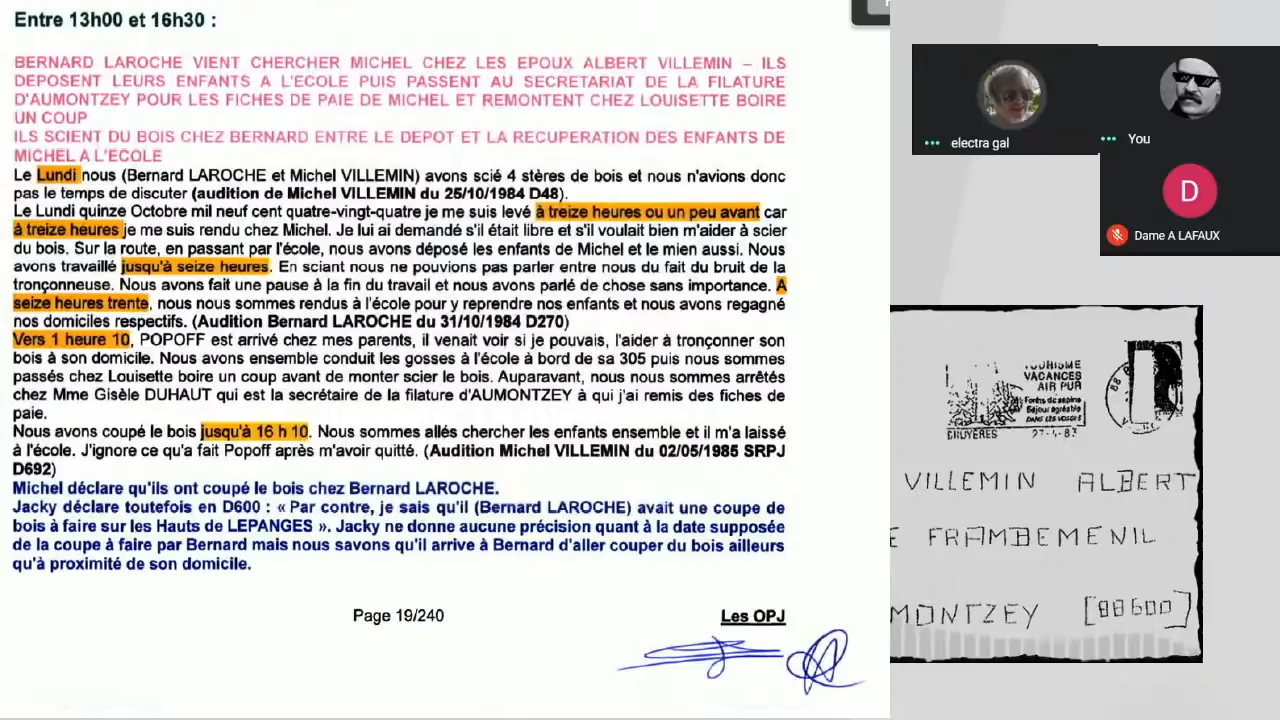 Entre 13h00 et 16h30 :
BERNARD LAROCHE VIENT CHERCHER MICHEL CHEZ LES EPOUX ALBERT VILLEMIN – ILS
DEPOSENT LEURS ENFANTS A L'ECOLE PUIS PASSENT AU SECRETARIAT DE LA FILATURE
D'AUMONTZEY POUR LES FICHES DE PAIE DE MICHEL ET REMONTENT CHEZ LOUISETTE BOIRE
UN COUP
ILS SCIENT DU BOIS CHEZ BERNARD ENTRE LE DEPOT ET LA RECUPERATION DES ENFANTS DE
MICHEL A L'ECOLE
Le Lundi nous (Bernard LAROCHE et Michel VILLEMIN) avons scié 4 stères de bois et nous n'avions donc
pas le temps de discuter (audition de Michel VILLEMIN du 25/10/1984 D48).
Le Lundi quinze Octobre mil neuf cent quatre-vingt-quatre je me suis levé à treize heures ou un peu avant car
à treize heures je me suis rendu chez Michel. Je lui ai demandé s'il était libre et s'il voulait bien m'aider à scier
du bois. Sur la route, en passant par l'école, nous avons déposé les enfants de Michel et le mien aussi. Nous
avons travaillé jusqu'à seize heures. En sciant nous ne pouvions pas parler entre nous du fait du bruit de la
tronçonneuse. Nous avons fait une pause à la fin du travail et nous avons parlé de chose sans importance. A
seize heures trente, nous nous sommes rendus à l'école pour y reprendre nos enfants et nous avons regagné
nos domiciles respectifs. (Audition Bernard LAROCHE du 31/10/1984 D270)
Vers 1 heure 10, POPOFF est arrivé chez mes parents, il venait voir si je pouvais, l'aider à tronçonner son
bois à son domicile. Nous avons ensemble conduit les gosses à l'école à bord de sa 305 puis nous sommes
passés chez Louisette boire un coup avant de monter scier le bois. Auparavant, nous nous sommes arrêtés
chez Mme Gisèle DUHAUT qui est la secrétaire de la filature d'AUMONTZEY à qui j'ai remis des fiches de
paie.
Nous avons coupé le bois jusqu'à 16 h 10. Nous sommes allés chercher les enfants ensemble et il m'a laissé
à l'école. J'ignore ce qu'a fait Popoff après m'avoir quitté. (Audition Michel VILLEMIN du 02/05/1985 SRPJ
D692)
Michel déclare qu'ils ont coupé le bois chez Bernard LAROCHE.
Jacky déclare toutefois en D600 : « Par contre, je sais qu'il (Bernard LAROCHE) avait une coupe de
bois à faire sur les Hauts de LEPANGES ». Jacky ne donne aucune précision quant à la date supposée
de la coupe à faire par Bernard mais nous savons qu'il arrive à Bernard d'aller couper du bois ailleurs
qu'à proximité de son domicile.
Page 19/240
Les OPJ
electra gal
You
D
Dame A LAFAUX
TOURISME
VACANCES
AIR PUR
Forêts de sapins
Séjour agréable
DANS LES VOSGES
BRUYERES 27-4-83
88
VILLEMIN ALBERT
E FRAMBEMENIL
MONTZEY [88600]